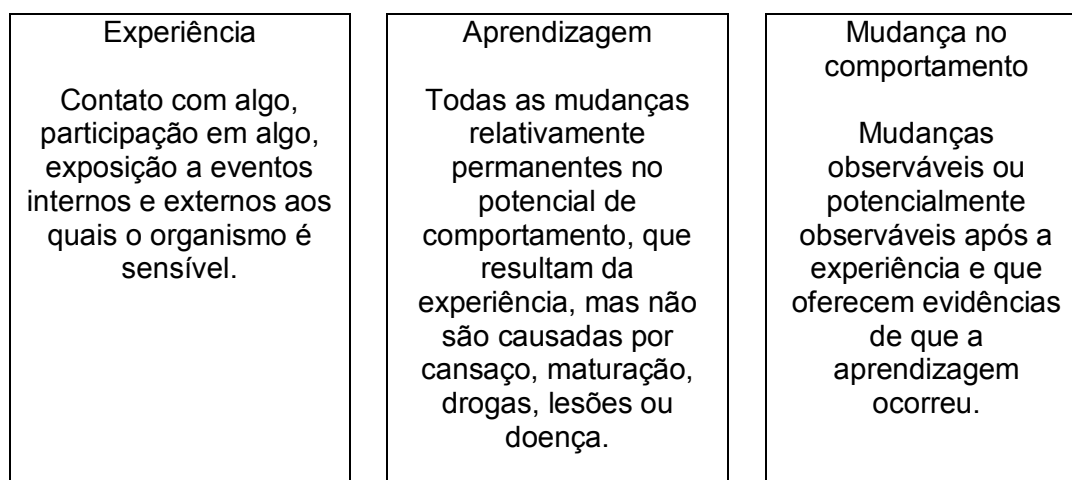 Experiência
Contato com algo,
participação em algo,
exposição a eventos
internos e externos aos
quais o organismo é
sensível.
Aprendizagem
Todas as mudanças
relativamente
permanentes no
potencial de
comportamento, que
resultam da
experiência, mas não
são causadas por
cansaço, maturação,
drogas, lesões ou
doença.
Mudança no
comportamento
Mudanças
observáveis ou
potencialmente
observáveis após a
experiência e que
oferecem evidências
de que a
aprendizagem
ocorreu.